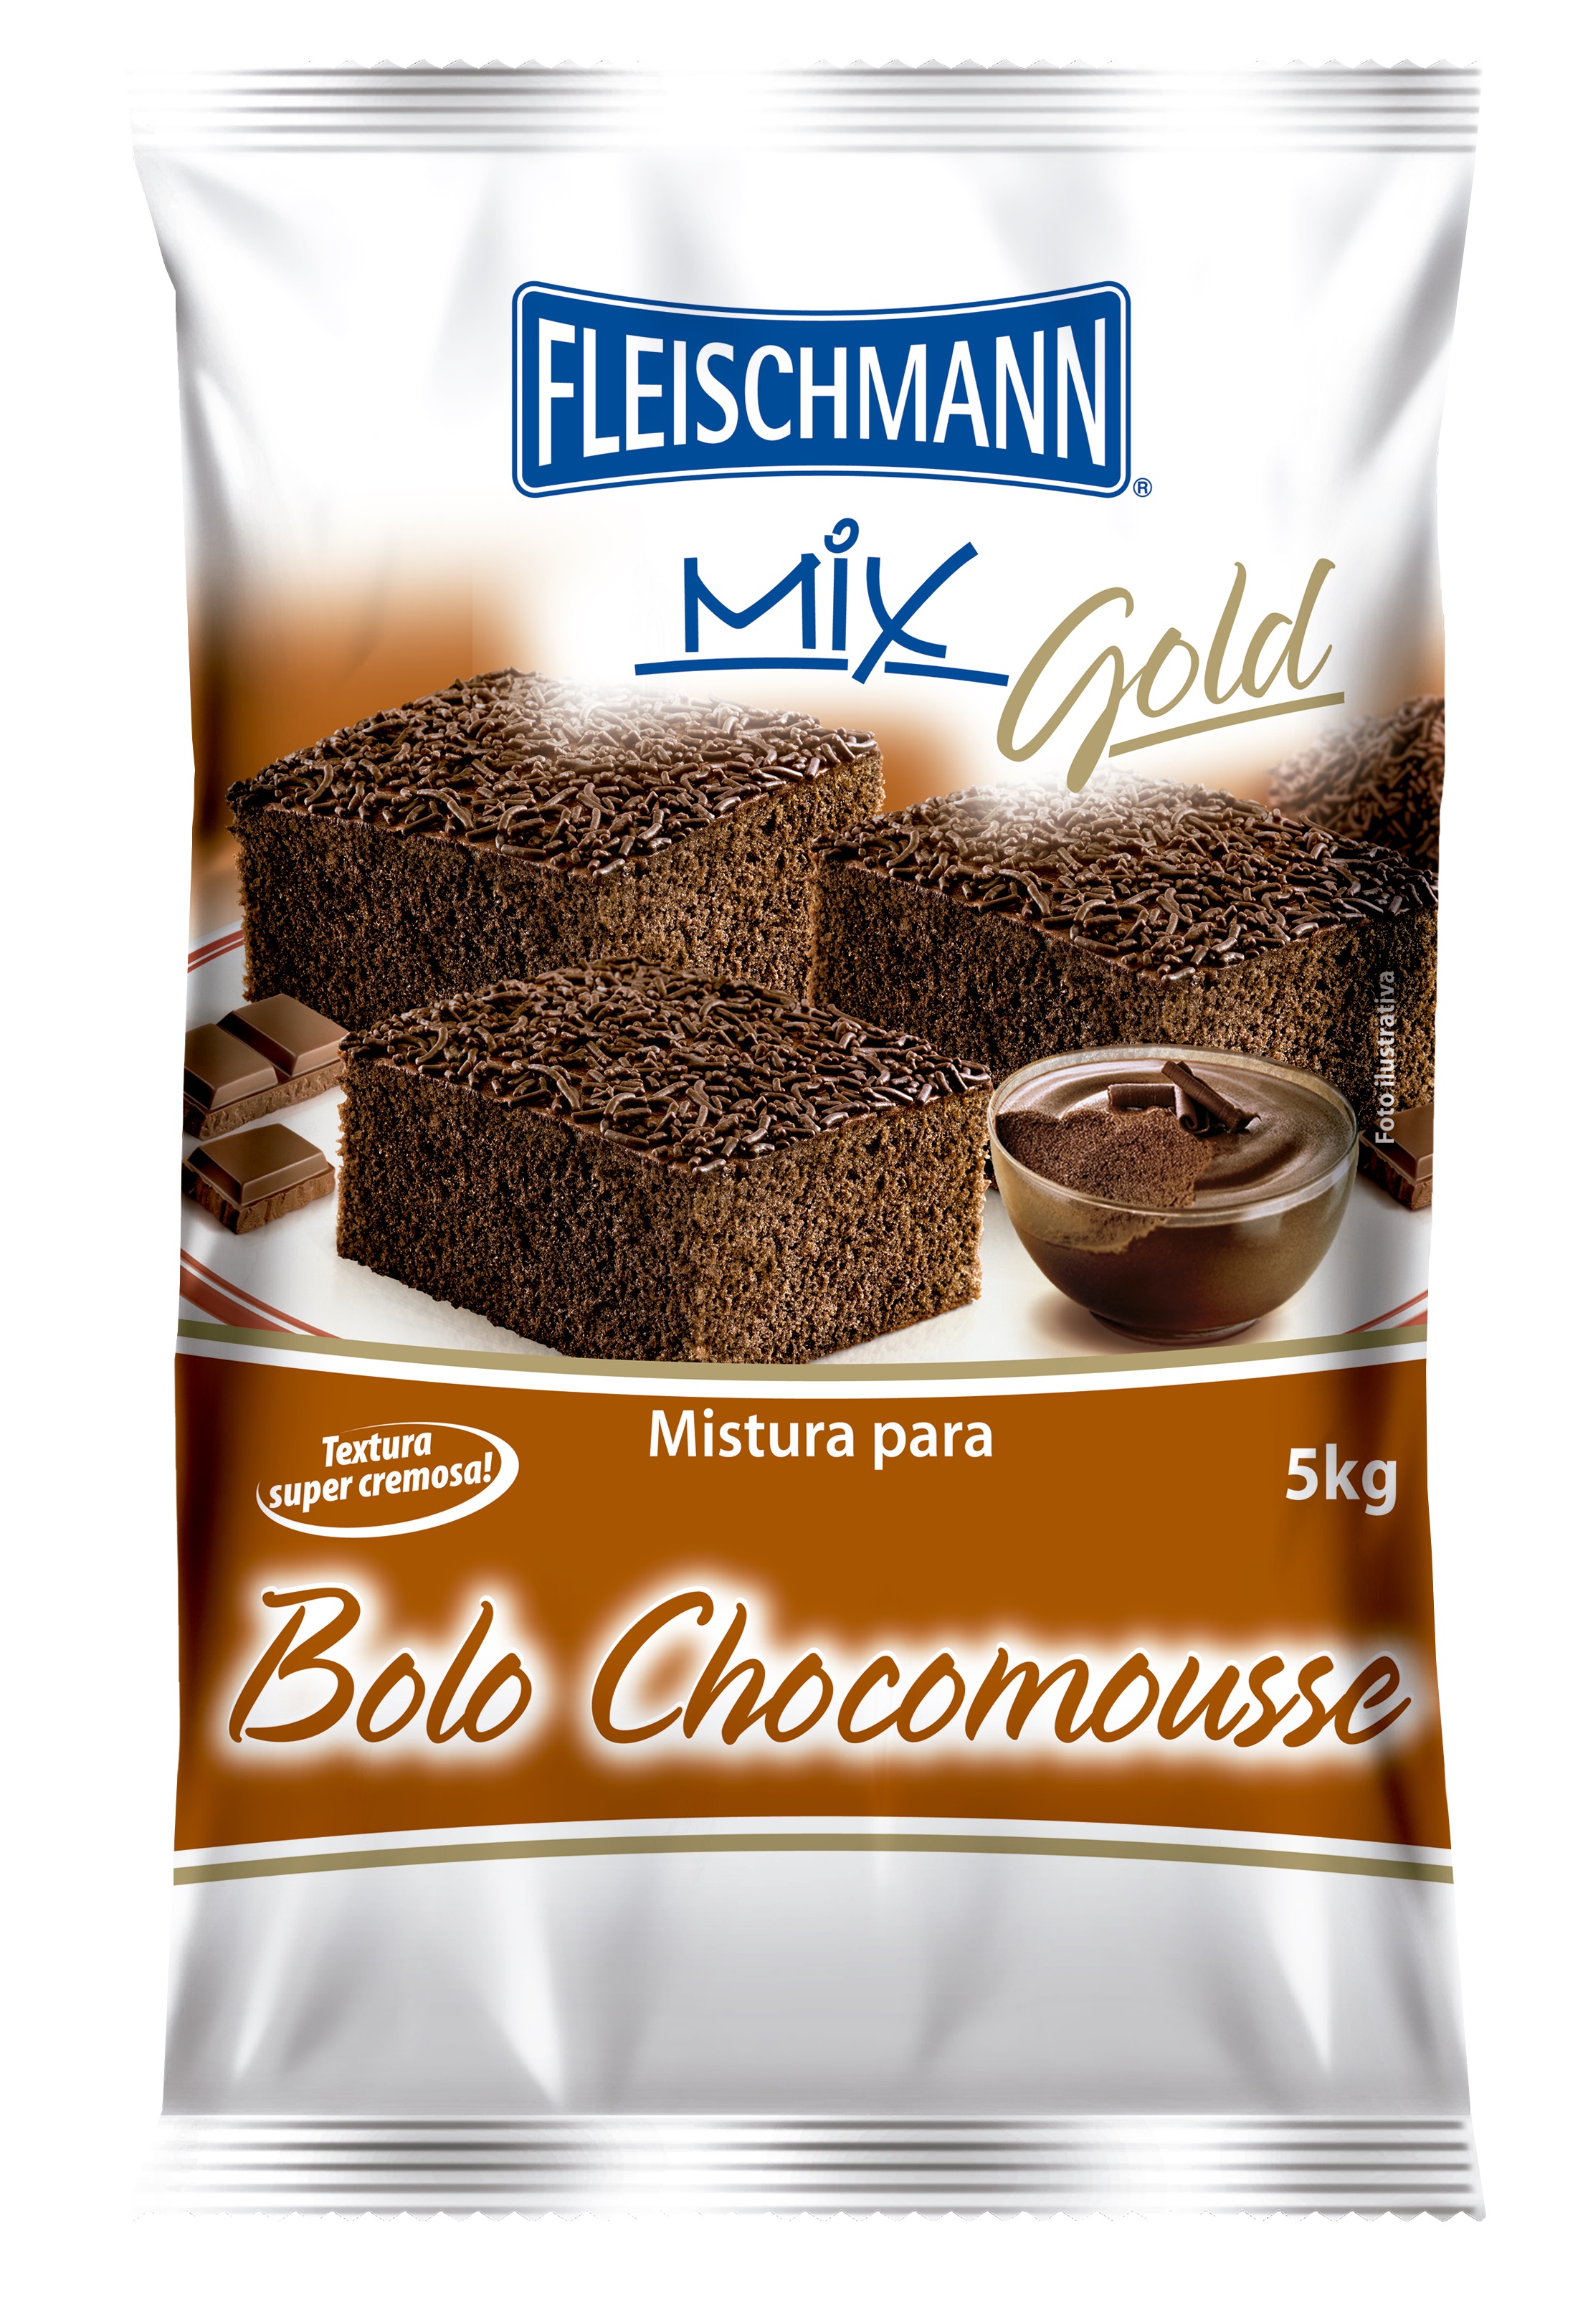 FLEISCHMANN®
Mix Gold
Foto ilustrativa
Mistura para
Textura
super cremosa!
5kg
Bolo Chocomousse